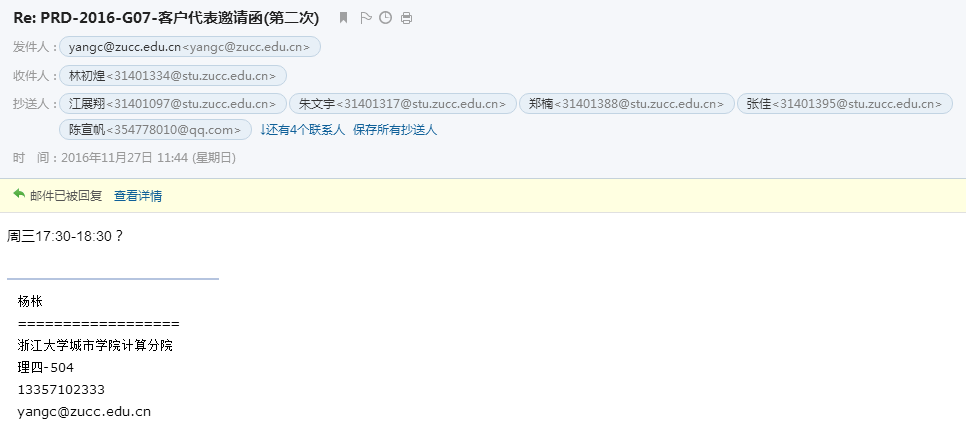 Re: PRD-2016-G07-客户代表邀请函(第二次)
发件人：yangc@zucc.edu.cn<yangc@zucc.edu.cn>
收件人：林初煌<31401334@stu.zucc.edu.cn>
抄送人：江展翔<31401097@stu.zucc.edu.cn> 朱文宇<31401317@stu.zucc.edu.cn> 郑楠<31401388@stu.zucc.edu.cn> 张佳<31401395@stu.zucc.edu.cn>
陈宣帆<354778010@qq.com> ↓还有4个联系人 保存所有抄送人
时 间：2016年11月27日 11:44 (星期日)
邮件已被回复 查看详情
周三17:30-18:30？
杨枨
==================
浙江大学城市学院计算分院
理四-504
13357102333
yangc@zucc.edu.cn